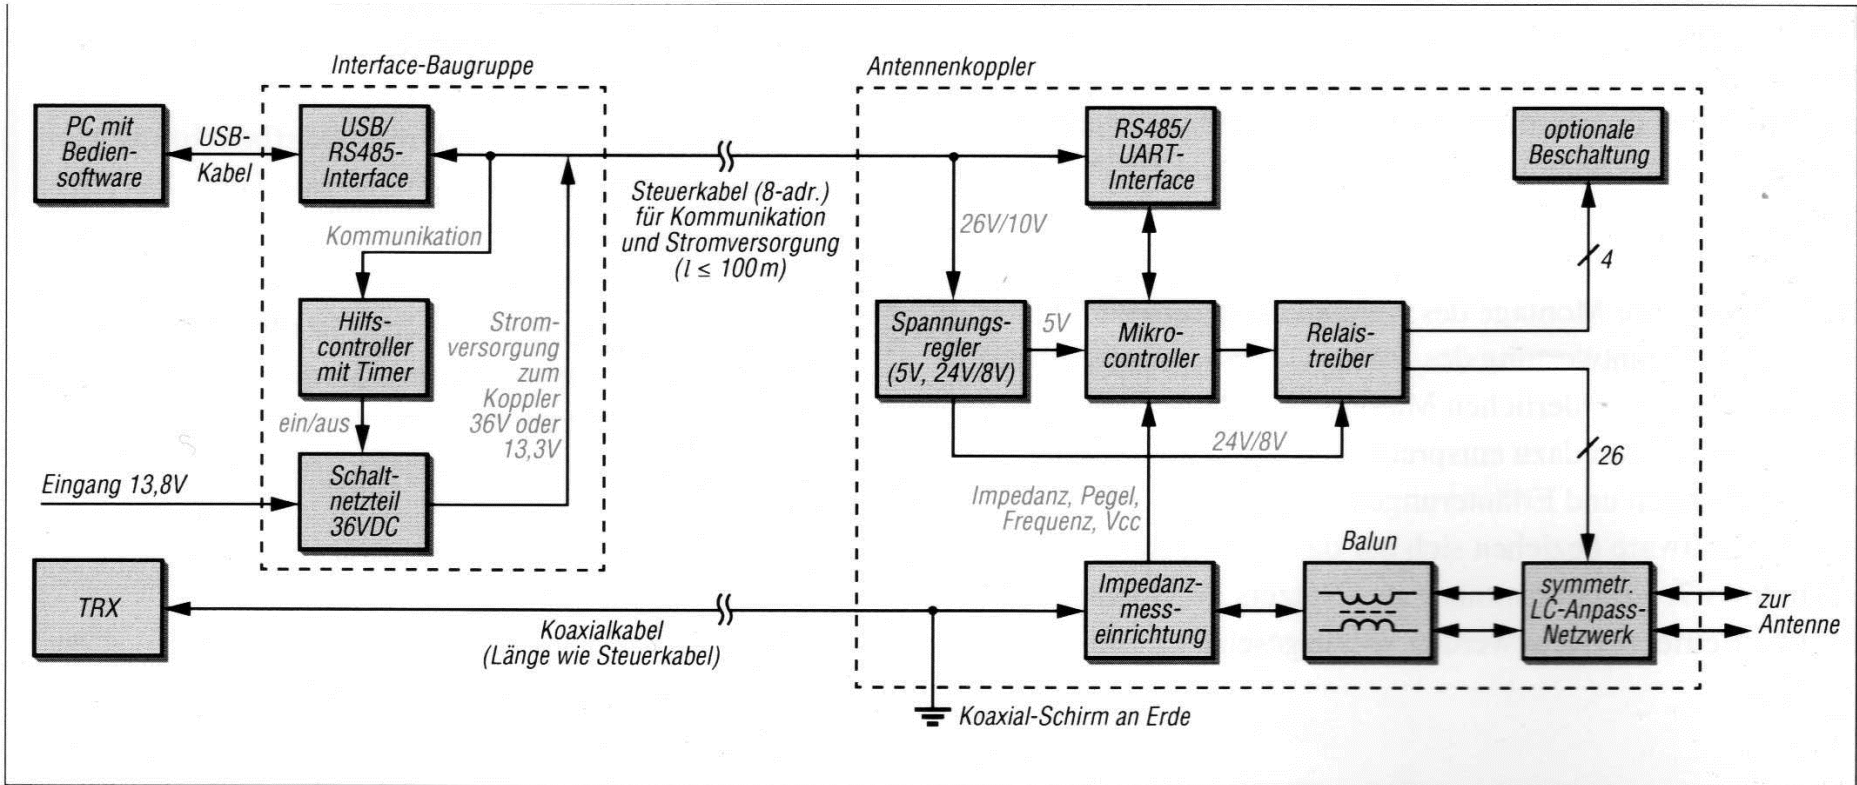 Interface-Baugruppe
Antennenkoppler
PC mit
Bedien-
software
USB-
Kabel
USB/
RS485-
Interface
RS485/
UART-
Interface
optionale
Beschaltung
Steuerkabel (8-adr.)
für Kommunikation
und Stromversorgung
(l ≤ 100m)
Kommunikation
26V/10V
4
Hilfs-
controller
mit Timer
Strom-
versorgung
zum
Koppler
36V oder
13,3V
Spannungs-
regler
(5V, 24V/8V)
5V
Mikro-
controller
Relais-
treiber
ein/aus
24V/8V
26
Eingang 13,8V
Schalt-
netzteil
36VDC
Impedanz, Pegel,
Frequenz, Vcc
Balun
TRX
Koaxialkabel
(Länge wie Steuerkabel)
Impedanz-
mess-
einrichtung
symmetr.
LC-Anpass-
Netzwerk
zur
Antenne
Koaxial-Schirm an Erde